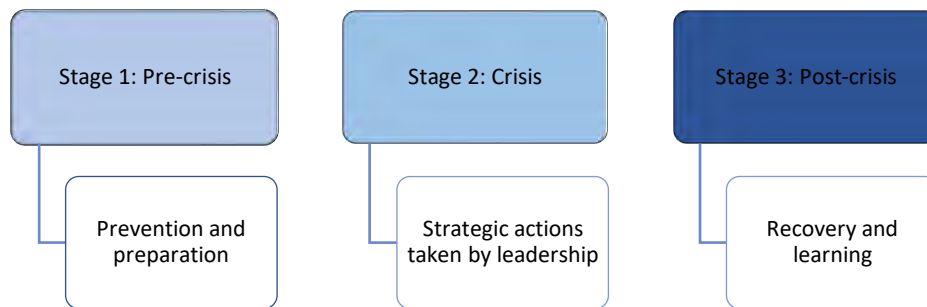 Stage 1: Pre-crisis
Prevention and
preparation
Stage 2: Crisis
Strategic actions
taken by leadership
Stage 3: Post-crisis
Recovery and
learning